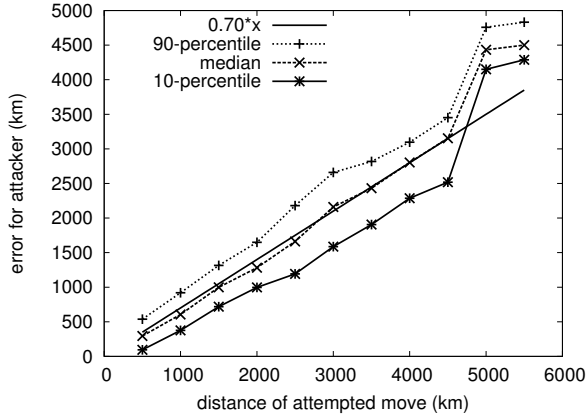 0.70*x
90-percentile
median
10-percentile
5000
4500
4000
3500
3000
2500
2000
1500
1000
500
0
error for attacker (km)
0 1000 2000 3000 4000 5000 6000
distance of attempted move (km)